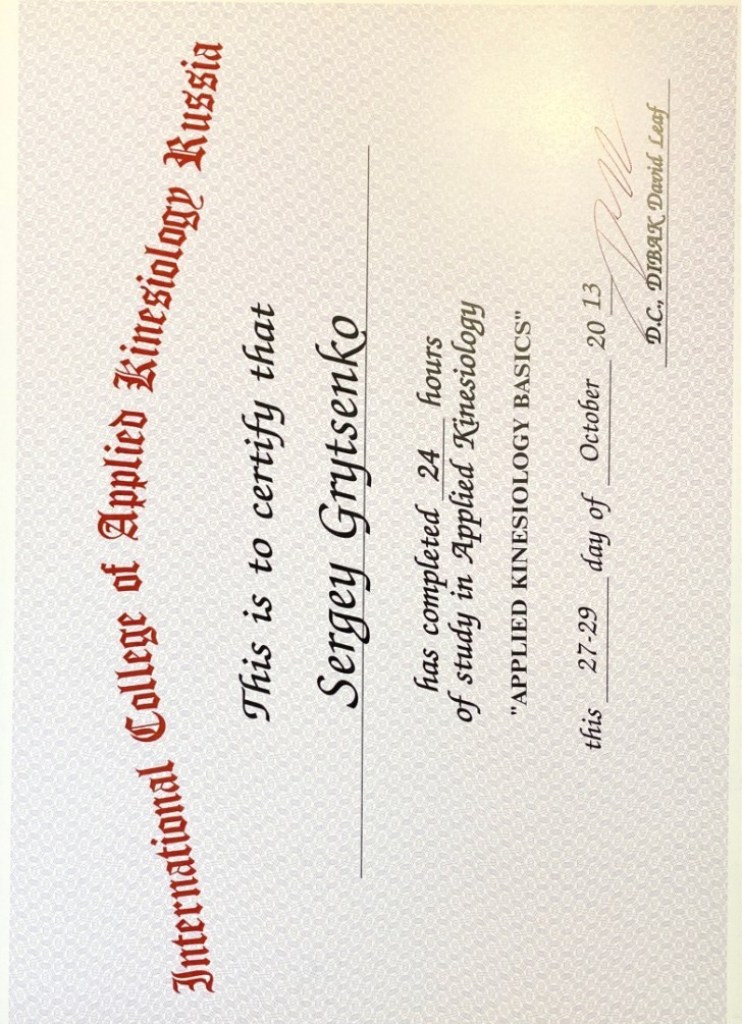 International College of Applied Kinesiology Russia
This is to certify that
Sergey Grytsenko
has completed 24 hours
of study in Applied Kinesiology
"APPLIED KINESIOLOGY BASICS"
this 27-29 day of October 20 13
D.C., DIBAK David Leaf